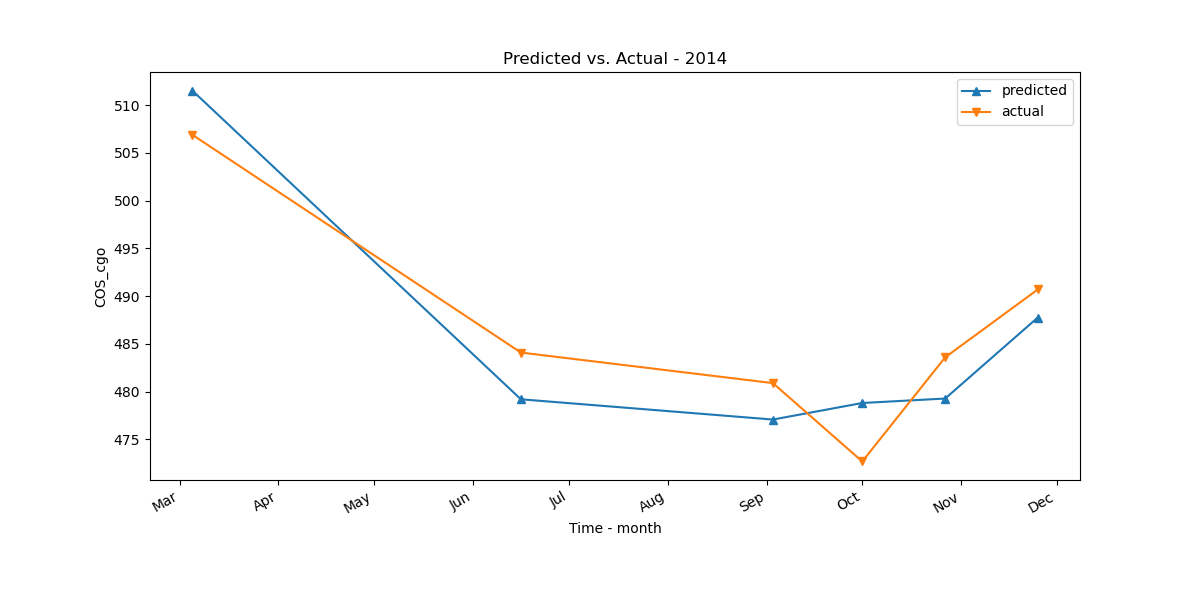 Predicted vs. Actual - 2014
predicted
actual
510
505
500
495
490
485
480
475
COS_cgo
Mar
Apr
May
Jun
Jul
Aug
Sep
Oct
Nov
Dec
Time - month